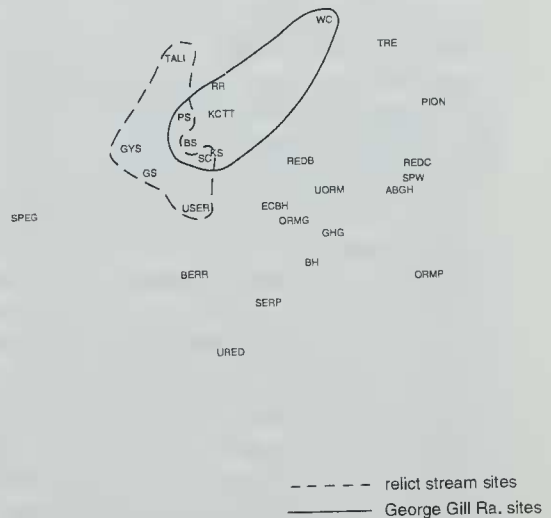 WC
TRE
TALI
RR
PION
PS
KCTT
BS
GYS
SC
KS
REDB
REDC
GS
SPW
UORM
ABGH
USER
ECBH
SPEG
ORMG
GHG
BH
BERR
ORMP
SERP
URED
relict stream sites
George Gill Ra. sites